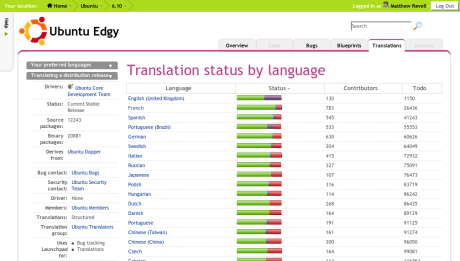 Your location: Home Ubuntu 6.10
Logged in as Matthew Revell Log Out
Help
Ubuntu Edgy
Search
Overview Code Bugs Blueprints Translations Answers
Your preferred languages
Translating a distribution release
Drivers: Ubuntu Core Development Team
Status: Current Stable Release
Source packages: 12243
Binary packages: 20881
Derives from: Ubuntu Dapper
Bug contact: Ubuntu Bugs
Security contact: Ubuntu Security Team
Driver: None
Members: Ubuntu Members
Translations: Structured
Translation group: Ubuntu Translators
Uses Launchpad for: • Bug tracking • Translations
Translation status by language
Language Status Contributors Todo
English (United Kingdom) 130 1150
French 783 26436
Spanish 545 41243
Portuguese (Brazil) 533 55553
German 630 60626
Swedish 204 64049
Italian 415 72932
Russian 327 75091
Japanese 107 76473
Polish 316 83719
Hungarian 114 86242
Dutch 268 86435
Danish 164 89129
Portuguese 191 91125
Chinese (Taiwan) 161 91274
Chinese (China) 300 96050
Czech 164 99081